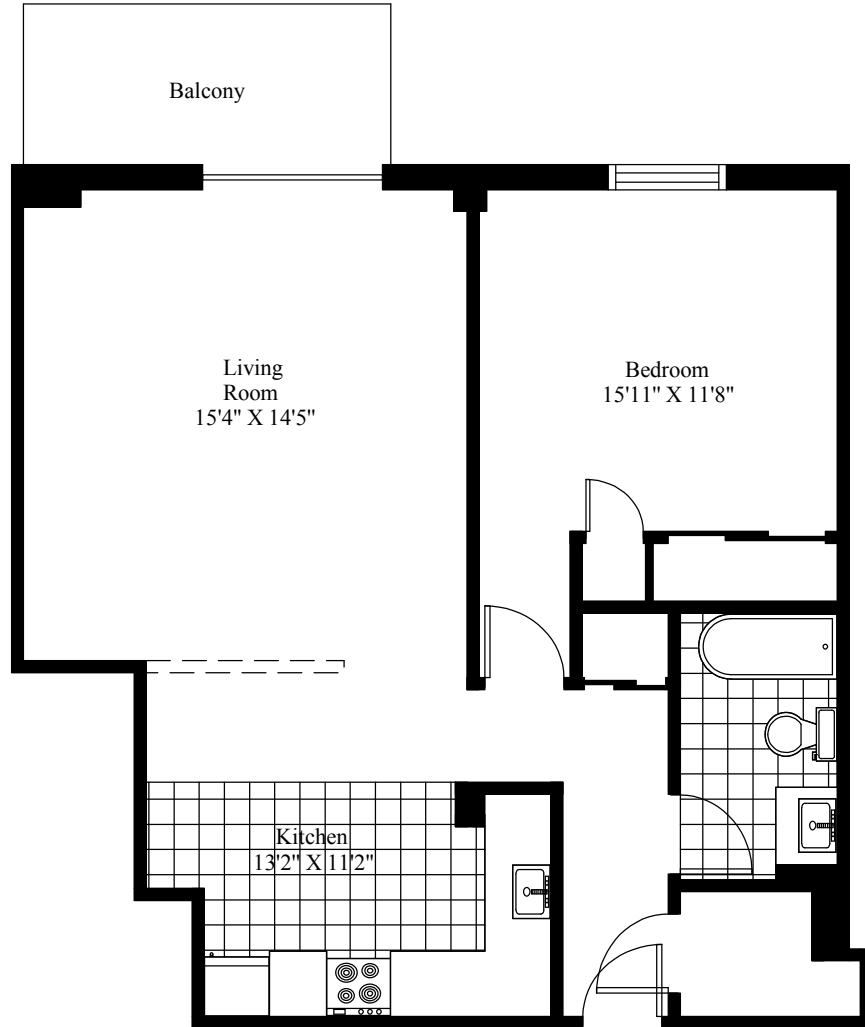 Balcony
Living
Room
15'4" X 14'5"
Bedroom
15'11" X 11'8"
Kitchen
13'2" X 11'2"